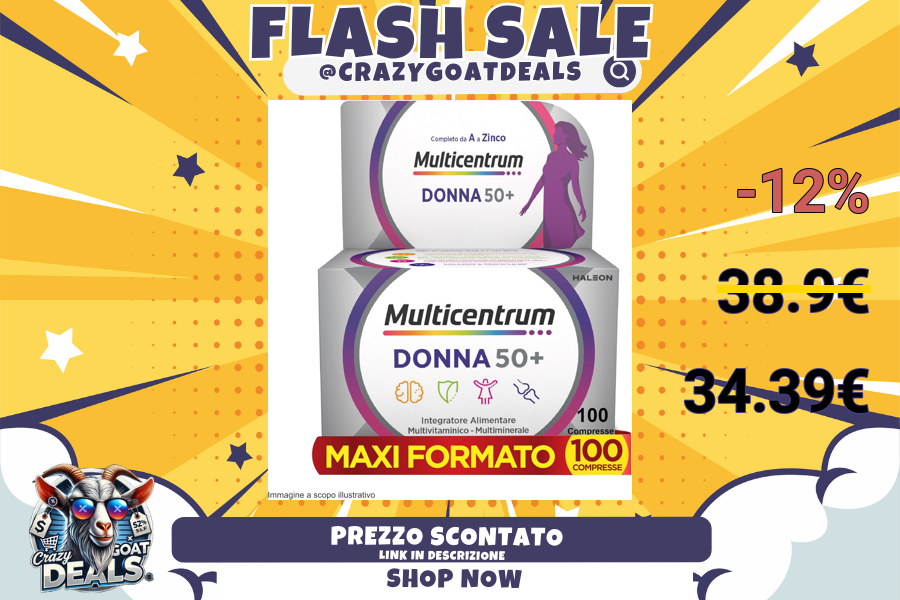 FLASH SALE
@CRAZYGOATDEALS
-12%
38.9€
34.39€
Completo da A a Zinco
Multicentrum
DONNA 50+
HALEON
Multicentrum
DONNA 50+
Integratore Alimentare
Multivitaminico - Multiminerale
100
Compresse
MAXI FORMATO
100
COMPRESSE
Immagine a scopo illustrativo
$
52%
Crazy
GOAT
DEALS
PREZZO SCONTATO
LINK IN DESCRIZIONE
SHOP NOW